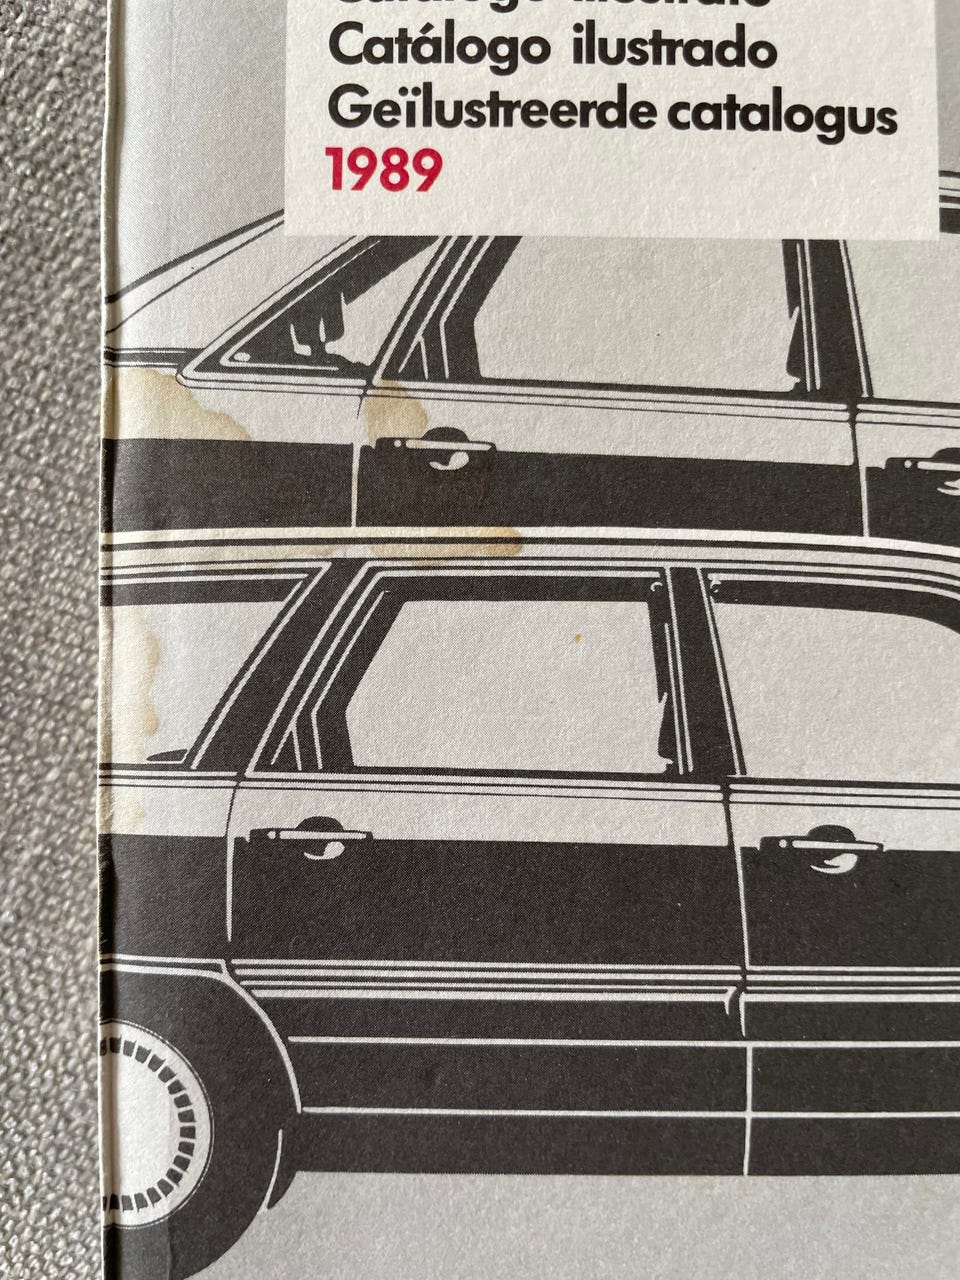 Catálogo ilustrado
Geïlustreerde catalogus
1989